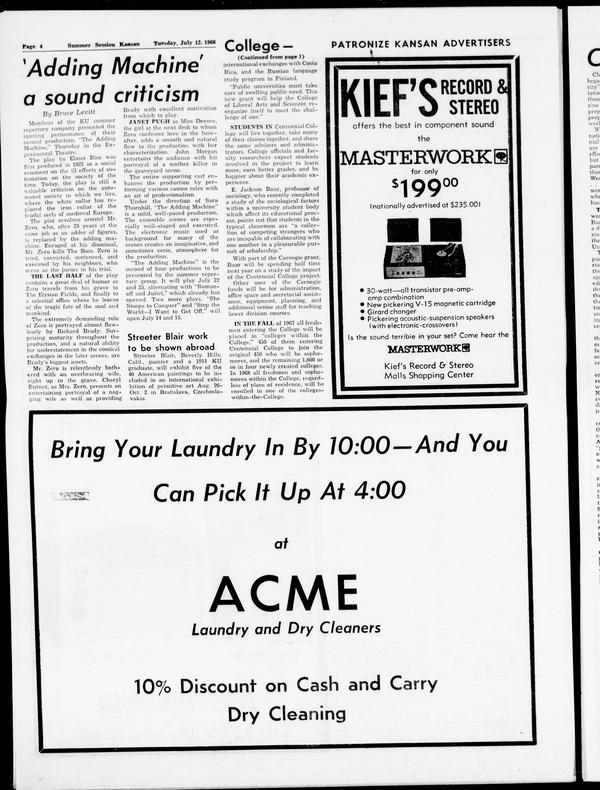 Page 4 Summer Session Kansan Tuesday, July 12, 1966
'Adding Machine'
a sound criticism
By Bruce Levitt
Members of the KU summer
repertory company presented the
opening performance of their
second production, "The Adding
Machine," Thursday in the Ex-
perimental Theatre.
The play by Elmer Rice was
first produced in 1923 as a social
comment on the ill effects of au-
tomation on the society of the
time. Today, the play is still a
valuable criticism on the auto-
mated society in which we live,
where the white collar has re-
placed the iron collar of the
feudal serfs of medieval Europe.
The plot revolves around Mr.
Zero, who, after 25 years at the
same job as an adder of figures,
is replaced by the adding ma-
chine. Enraged at his dismissal,
Mr. Zero kills The Boss. Zero is
tried, convicted, sentenced, and
executed by his neighbors, who
serve as the jurors in his trial.
THE LAST HALF of the play
contains a great deal of humor as
Zero travels from his grave to
The Elysian Fields, and finally to
a celestial office where he learns
of the tragic fate of the soul and
mankind.
The extremely demanding role
of Zero is portrayed almost flaw-
lessly by Richard Brady. Sur-
prising maturity throughout the
production, and a natural ability
for understatement in the comical
exchanges in the later scenes, are
Brady's biggest assets.
Mr. Zero is relentlessly both-
ered with an overbearing wife,
right up to the grave. Cheryl
Burnet, as Mrs. Zero, presents an
entertaining portrayal of a nag-
ging wife as well as providing
Brady with excellent motivation
from which to play.
JANET PUGH as Miss Devore,
the girl at the next desk to whom
Zero confesses love in the here-
after, adds a smooth and natural
flow to the production with her
characterization. John Margan
entertains the audience with his
portrayal of a mother killer in
the graveyard scene.
The entire supporting cast en-
hances the production by per-
forming various cameo roles with
an air of professionalism.
Under the direction of Sara
Thornhill, "The Adding Machine"
is a solid, well-paced production.
The ensemble scenes are espe-
cially well-staged and executed.
The electronic music used as
background for many of the
scenes creates an imaginative, and
sometimes eerie, atmosphere for
the production.
"The Adding Machine" is the
second of four productions to be
presented by the summer reper-
tory group. It will play July 22
and 23, alternating with "Roman-
off and Juliet," which already has
opened. Two more plays, "She
Stoops to Conquer" and "Stop the
World—I Want to Get Off," will
open July 14 and 15.
Streeter Blair work
to be shown abroad
Streeter Blair, Beverly Hills,
Calif., painter and a 1911 KU
graduate, will exhibit five of the
40 American paintings to be in-
cluded in an international exhi-
bition of primitive art Aug. 26-
Oct. 2 in Bratislava, Czechoslo-
vakia.
College —
(Continued from page 1)
international exchanges with Costa
Rica, and the Russian language
study program in Finland.
"Public universities must take
care of swelling public need. This
new grant will help the College
of Liberal Arts and Sciences re-
organize itself to meet the chal-
lenge of size."
STUDENTS IN Centennial Col-
lege will live together, take many
of their classes together, and share
the same advisers and adminis-
trators. College officials and fac-
ulty researchers expect students
involved in the project to learn
more, earn better grades, and be
happier about their academic ex-
perience.
E. Jackson Baur, professor of
sociology, who recently completed
a study of the sociological factors
within a university student body
which affect its educational proc-
ess, points out that students in the
typical classroom are "a collec-
tion of competing strangers who
are incapable of collaborating with
one another in a pleasurable pur-
suit of scholarship."
With part of the Carnegie grant,
Baur will be spending half time
next year on a study of the impact
of the Centennial College project.
Other uses of the Carnegie
funds will be for administration,
office space and secretarial assist-
ance, equipment, planning, and
additional senior staff for teaching
lower division courses.
IN THE FALL of 1967 all fresh-
men entering the College will be
placed in "colleges within the
College," 450 of them entering
Centennial College to join the
original 450 who will be sopho-
mores, and the remaining 1,800 or
so in four newly created colleges.
In 1968 all freshmen and sopho-
mores within the College, regard-
less of place of residence, will be
enrolled in one of the colleges-
within-the-College.
PATRONIZE KANSAN ADVERTISERS
KIEF'S RECORD &
STEREO
offers the best in component sound
the
MASTERWORK
for only
$199.00
(nationally advertised at $235.00)
• 30-watt—all transistor pre-amp-
amp combination
• New pickering V-15 magnetic cartridge
• Girard changer
• Pickering acoustic-suspension speakers
(with electronic-crossovers)
Is the sound terrible in your set? Come hear the
MASTERWORK
Kief's Record & Stereo
Malls Shopping Center
Bring Your Laundry In By 10:00—And You
Can Pick It Up At 4:00
at
ACME
Laundry and Dry Cleaners
10% Discount on Cash and Carry
Dry Cleaning